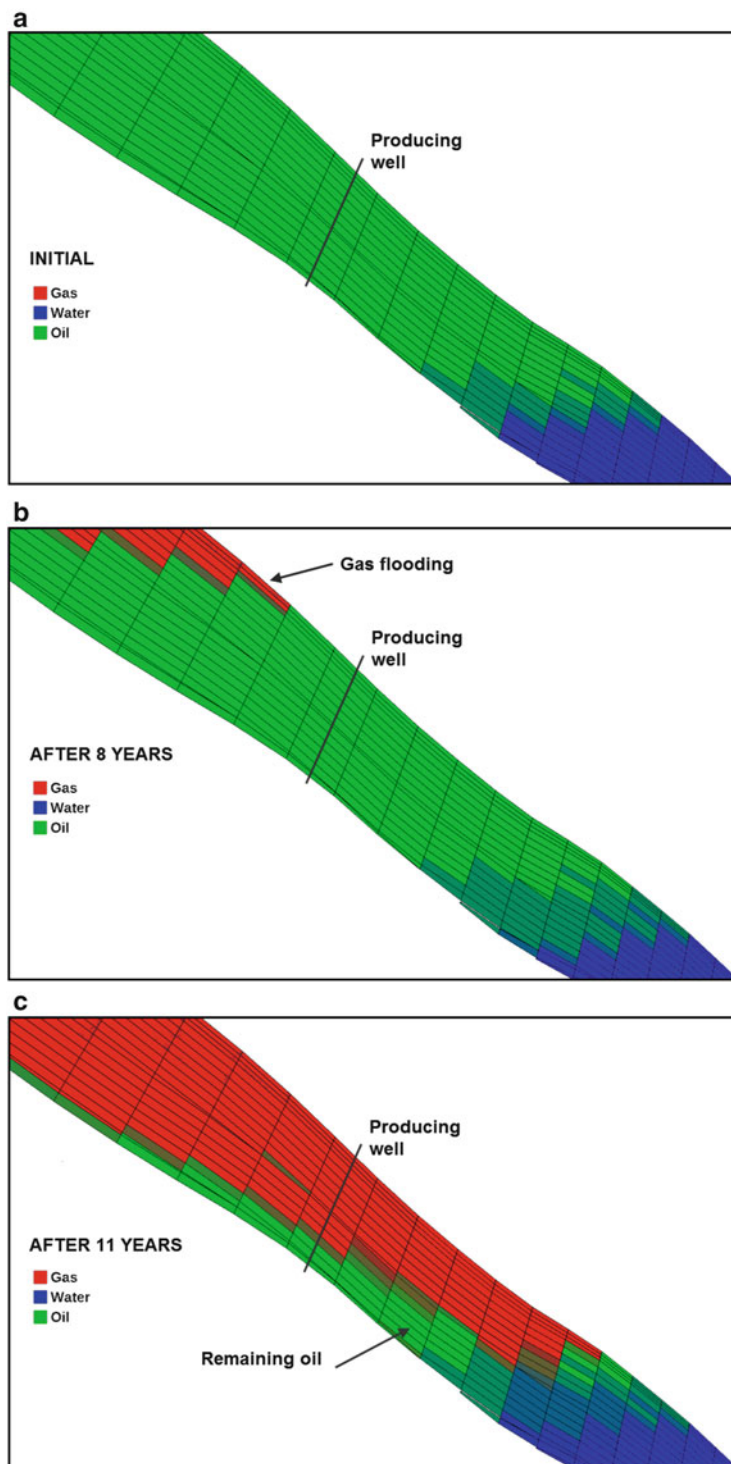 a
Producing
well
INITIAL
Gas
Water
Oil
b
Gas flooding
Producing
well
AFTER 8 YEARS
Gas
Water
Oil
c
Producing
well
AFTER 11 YEARS
Gas
Water
Oil
Remaining oil